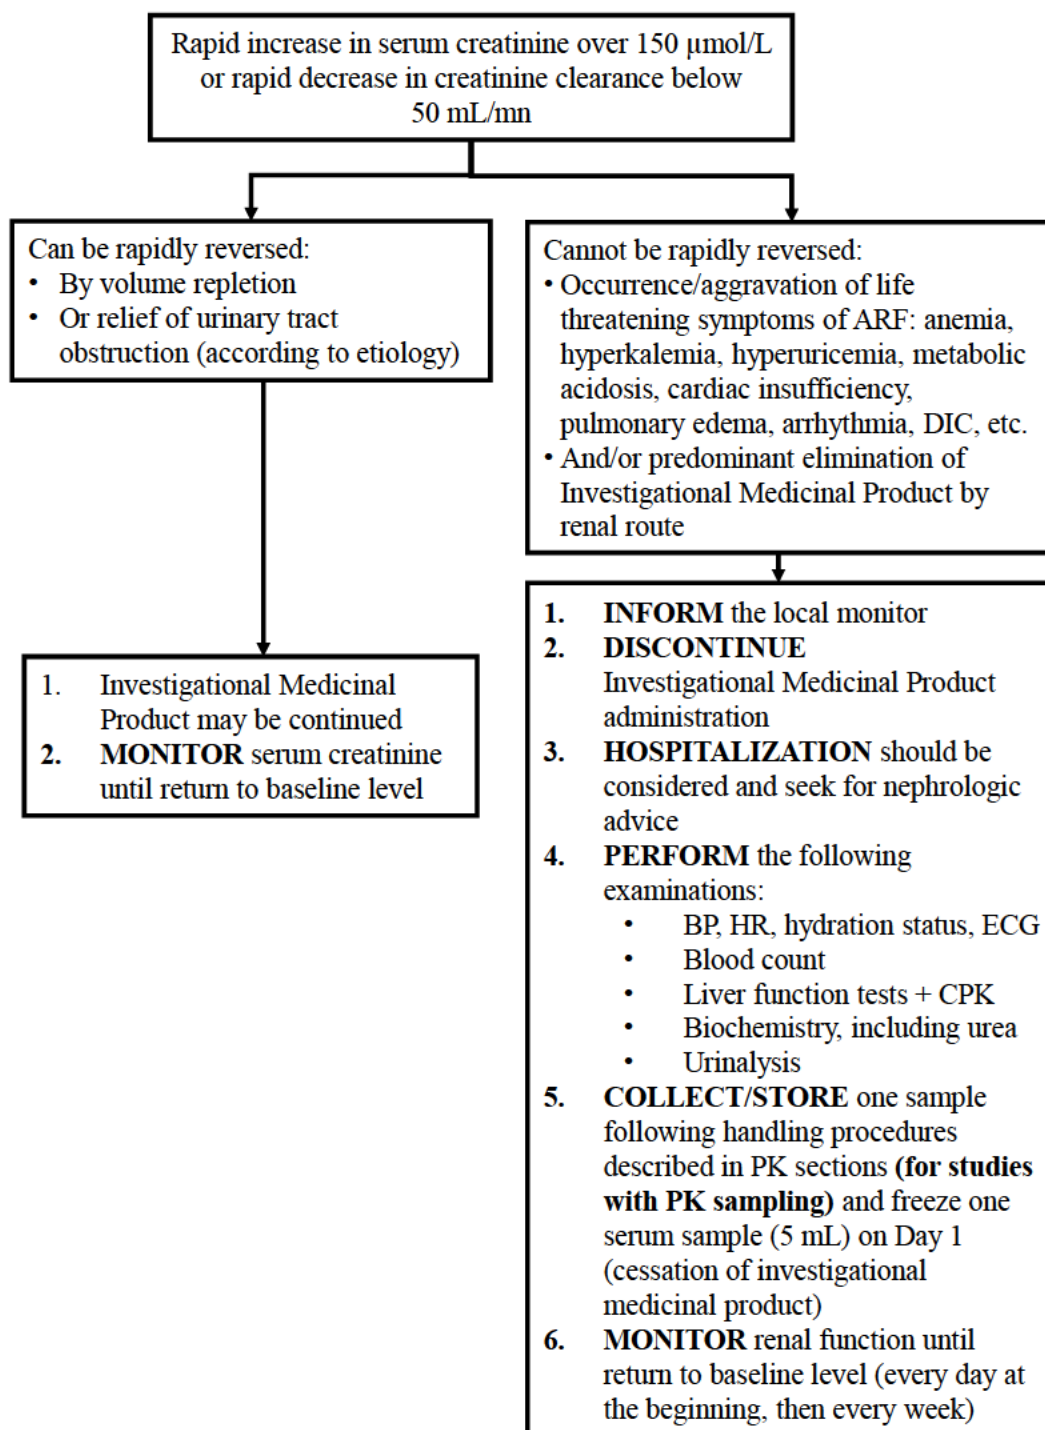 Rapid increase in serum creatinine over 150 µmol/L
or rapid decrease in creatinine clearance below
50 mL/mn
Can be rapidly reversed:
• By volume repletion
• Or relief of urinary tract
obstruction (according to etiology)
1. Investigational Medicinal
Product may be continued
2. MONITOR serum creatinine
until return to baseline level
Cannot be rapidly reversed:
• Occurrence/aggravation of life
threatening symptoms of ARF: anemia,
hyperkalemia, hyperuricemia, metabolic
acidosis, cardiac insufficiency,
pulmonary edema, arrhythmia, DIC, etc.
• And/or predominant elimination of
Investigational Medicinal Product by
renal route
1. INFORM the local monitor
2. DISCONTINUE
Investigational Medicinal Product
administration
3. HOSPITALIZATION should be
considered and seek for nephrologic
advice
4. PERFORM the following
examinations:
• BP, HR, hydration status, ECG
• Blood count
• Liver function tests + CPK
• Biochemistry, including urea
• Urinalysis
5. COLLECT/STORE one sample
following handling procedures
described in PK sections (for studies
with PK sampling) and freeze one
serum sample (5 mL) on Day 1
(cessation of investigational
medicinal product)
6. MONITOR renal function until
return to baseline level (every day at
the beginning, then every week)